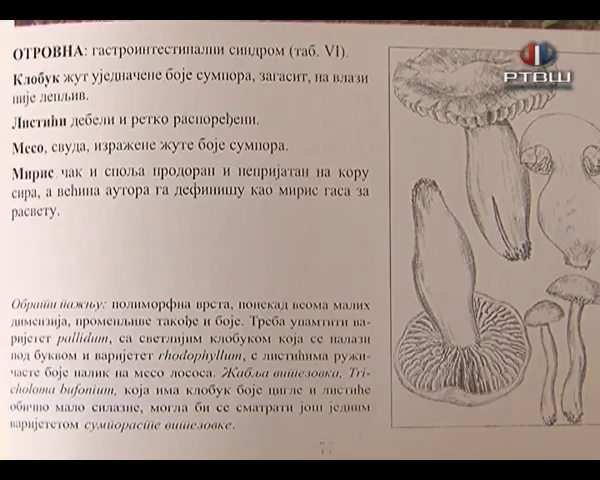 ОТРОВНА: гастроинтестинални синдром (таб. VI).
Клобук жут уједначене боје сумпора, загасит, на влази
није лепљив.
Листићи дебели и ретко распоређени.
Месо, свуда, изражене жуте боје сумпора.
Мирис чак и споља продоран и непријатан на кору
сира, а већина аутора га дефинишу као мирис гаса за
расвету.
Обрати пажњу: полиморфна врста, понекад веома малих
димензија, променљиве такође и боје. Треба упамтити ва-
ријетет pallidum, са светлијим клобуком која се налази
под буквом и варијетет rhodophyllum, с листићима ружи-
часте боје налик на месо лососа. Жабља витезовка, Tri-
choloma bufonium, која има клобук боје цигле и листиће
обично мало силазне, могла би се сматрати још једним
варијететом сумпорасте витезовке.
77
РТВШ